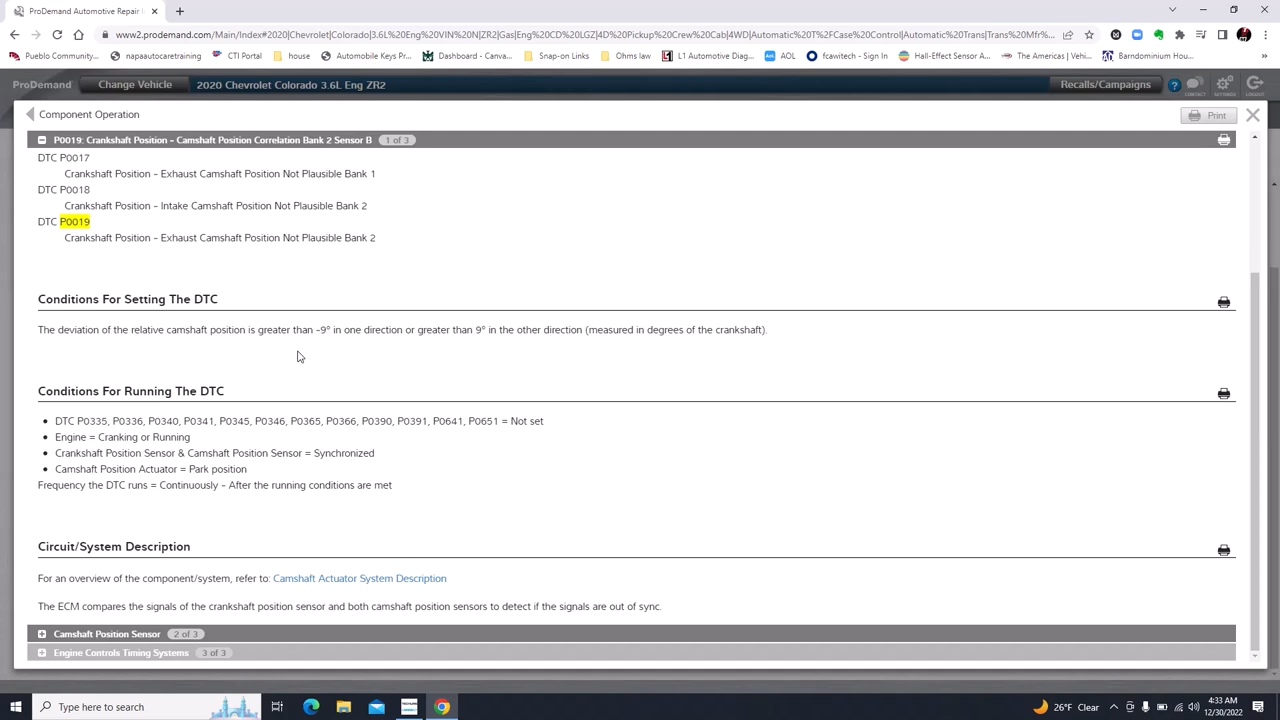 ProDemand Automotive Repair In
www2.prodemand.com/Main/Index#2020|Chevrolet|Colorado|3.6L%20Eng%20VIN%20N|ZR2|Gas|Eng%20CD%20LGZ|4D%20Pickup%20Crew%20Cab|4WD|Automatic%20T%2FCase%20Control|Automatic%20Trans|Trans%20Mfr%...
Pueblo Community... napaautocaretraining CTI Portal house Automobile Keys Pr... Dashboard - Canva... Snap-on Links Ohms law L1 Automotive Diag... AOL fcawitech - Sign In Hall-Effect Sensor A... The Americas | Vehi... Barndominium Hou...
ProDemand Change Vehicle 2020 Chevrolet Colorado 3.6L Eng ZR2 Recalls/Campaigns ?
CONTACT SETTINGS LOGOUT
Component Operation Print
P0019: Crankshaft Position - Camshaft Position Correlation Bank 2 Sensor B 1 of 3
DTC P0017
Crankshaft Position - Exhaust Camshaft Position Not Plausible Bank 1
DTC P0018
Crankshaft Position - Intake Camshaft Position Not Plausible Bank 2
DTC P0019
Crankshaft Position - Exhaust Camshaft Position Not Plausible Bank 2
Conditions For Setting The DTC
The deviation of the relative camshaft position is greater than -9° in one direction or greater than 9° in the other direction (measured in degrees of the crankshaft).
Conditions For Running The DTC
• DTC P0335, P0336, P0340, P0341, P0345, P0346, P0365, P0366, P0390, P0391, P0641, P0651 = Not set
• Engine = Cranking or Running
• Crankshaft Position Sensor & Camshaft Position Sensor = Synchronized
• Camshaft Position Actuator = Park position
Frequency the DTC runs = Continuously - After the running conditions are met
Circuit/System Description
For an overview of the component/system, refer to: Camshaft Actuator System Description
The ECM compares the signals of the crankshaft position sensor and both camshaft position sensors to detect if the signals are out of sync.
Camshaft Position Sensor 2 of 3
Engine Controls Timing Systems 3 of 3
Type here to search 26°F Clear 4:33 AM
12/30/2022